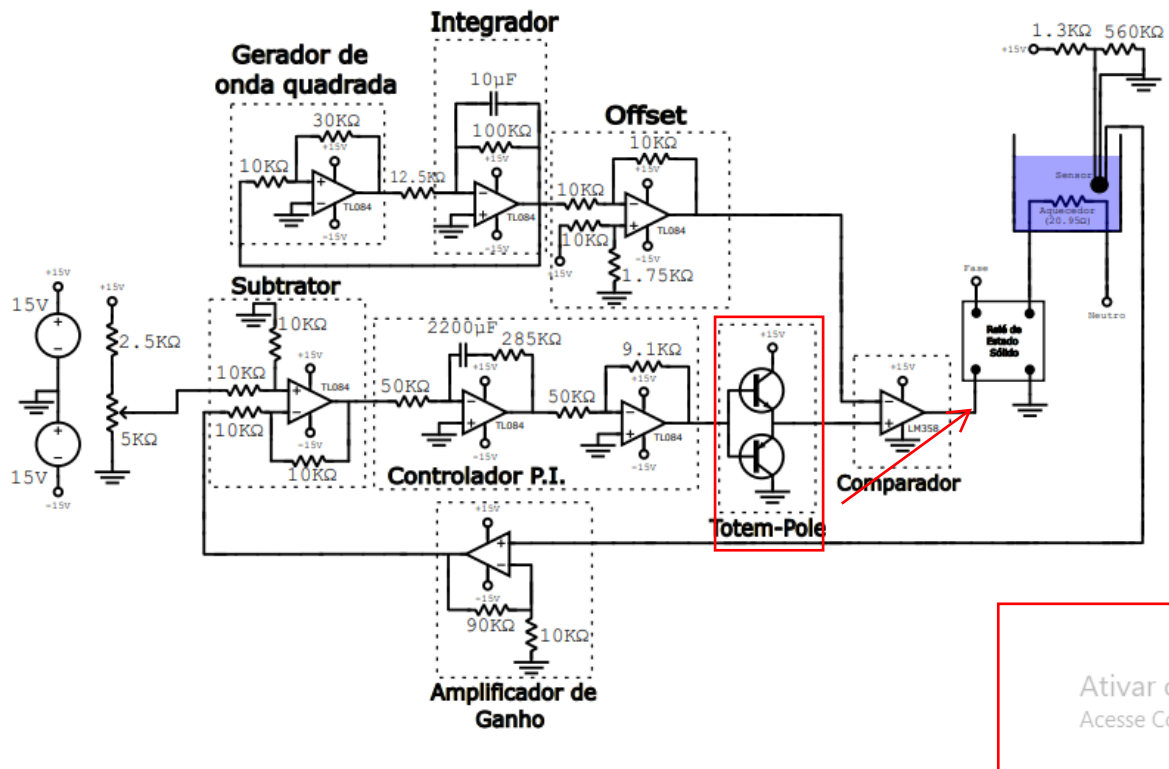 Integrador
Gerador de
onda quadrada
10µF
100KΩ
+15V
30KΩ
+15V
10KΩ
TL084
-15V
12.5KΩ
TL084
-15V
Offset
10KΩ
+15V
10KΩ
10KΩ
TL084
-15V
+15V
1.75KΩ
1.3KΩ
560KΩ
+15V
Sensor
Aquecedor
(20.95Ω)
Fase
Neutro
Relé de
Estado
Sólido
+15V
15V
15V
-15V
+15V
2.5KΩ
5KΩ
Subtrator
10KΩ
+15V
10KΩ
10KΩ
TL084
-15V
10KΩ
2200µF
285KΩ
+15V
50KΩ
TL084
-15V
9.1KΩ
+15V
50KΩ
TL084
-15V
Controlador P.I.
+15V
Totem-Pole
+15V
LM358
Comparador
+15V
-15V
90KΩ
10KΩ
Amplificador de
Ganho
Ativar